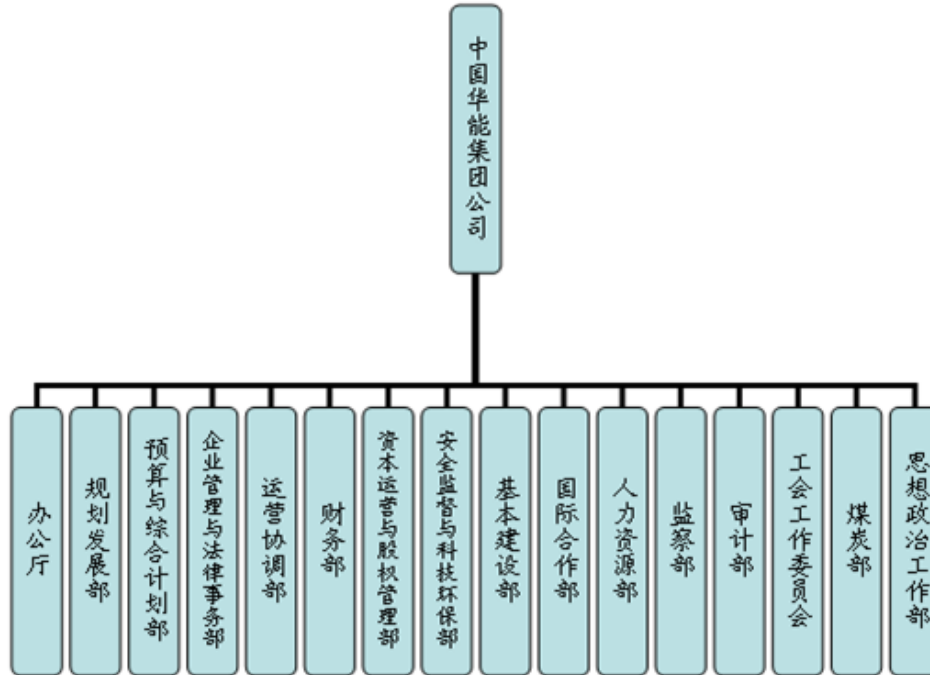 中国华能集团公司
办公厅
规划发展部
预算与综合计划部
企业管理与法律事务部
运营协调部
财务部
资本运营与股权管理部
安全监督与科技环保部
基本建设部
国际合作部
人力资源部
监察部
审计部
工会工作委员会
煤炭部
思想政治工作部